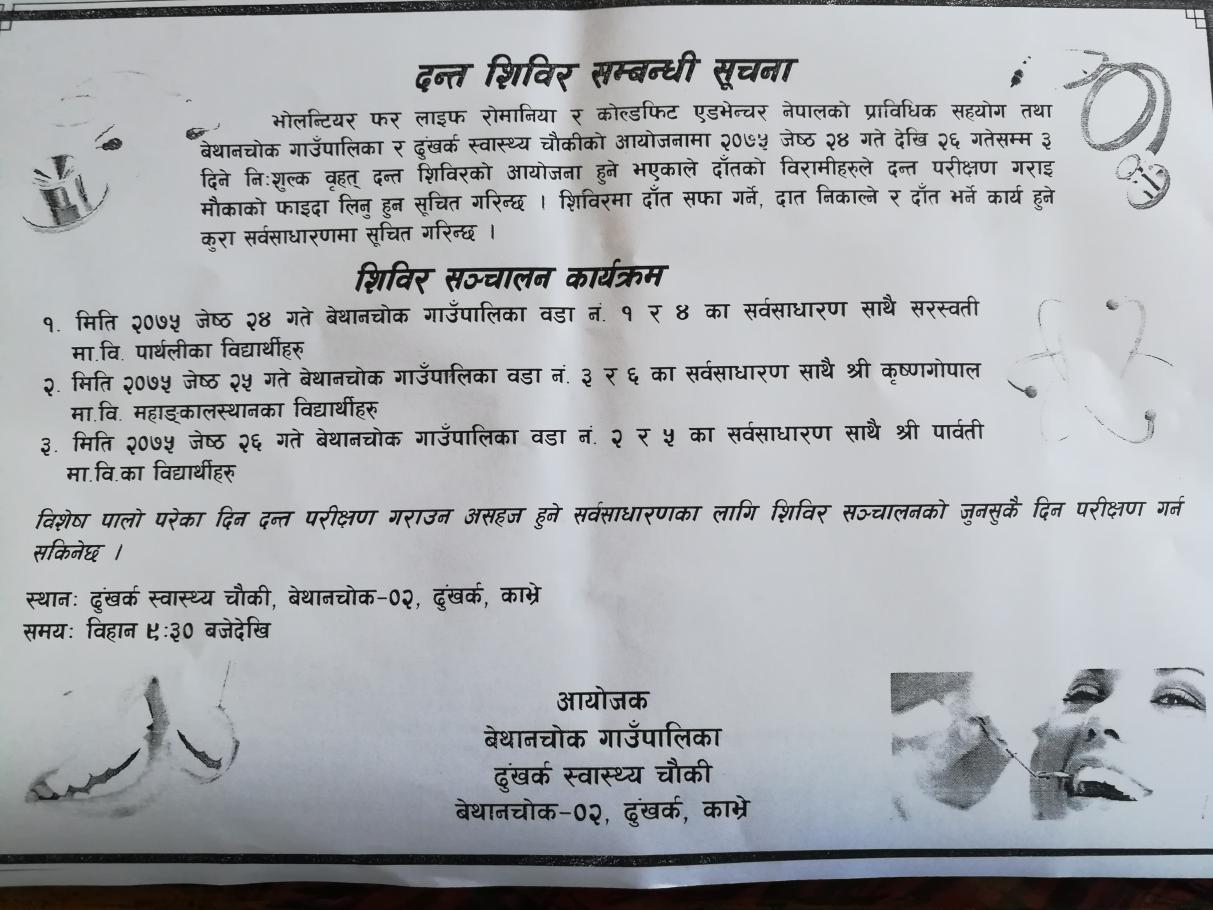 दन्त शिविर सम्बन्धी सूचना
भोलन्टियर फर लाइफ रोमानिया र कोल्डफिट एडभेन्चर नेपालको प्राविधिक सहयोग तथा
बेथानचोक गाउँपालिका र ढुंखर्क स्वास्थ्य चौकीको आयोजनामा २०७५ जेष्ठ २४ गते देखि २६ गतेसम्म ३
दिने नि:शुल्क वृहत् दन्त शिविरको आयोजना हुने भएकाले दाँतको विरामीहरुले दन्त परीक्षण गराइ
मौकाको फाइदा लिनु हुन सूचित गरिन्छ । शिविरमा दाँत सफा गर्ने, दात निकाल्ने र दाँत भर्ने कार्य हुने
कुरा सर्वसाधारणमा सूचित गरिन्छ ।
शिविर सञ्चालन कार्यक्रम
१. मिति २०७५ जेष्ठ २४ गते बेथानचोक गाउँपालिका वडा नं. १ र ४ का सर्वसाधारण साथै सरस्वती
मा.वि. पार्थलीका विद्यार्थीहरु
२. मिति २०७५ जेष्ठ २५ गते बेथानचोक गाउँपालिका वडा नं. ३ र ६ का सर्वसाधारण साथै श्री कृष्णगोपाल
मा.वि. महाङ्कालस्थानका विद्यार्थीहरु
३. मिति २०७५ जेष्ठ २६ गते बेथानचोक गाउँपालिका वडा नं. २ र ५ का सर्वसाधारण साथै श्री पार्वती
मा.वि.का विद्यार्थीहरु
विशेष पालो परेका दिन दन्त परीक्षण गराउन असहज हुने सर्वसाधारणका लागि शिविर सञ्चालनको जुनसुकै दिन परीक्षण गर्न
सकिनेछ ।
स्थान: ढुंखर्क स्वास्थ्य चौकी, बेथानचोक-०२, ढुंखर्क, काभ्रे
समय: विहान ९:३० बजेदेखि
आयोजक
बेथानचोक गाउँपालिका
ढुंखर्क स्वास्थ्य चौकी
बेथानचोक-०२, ढुंखर्क, काभ्रे